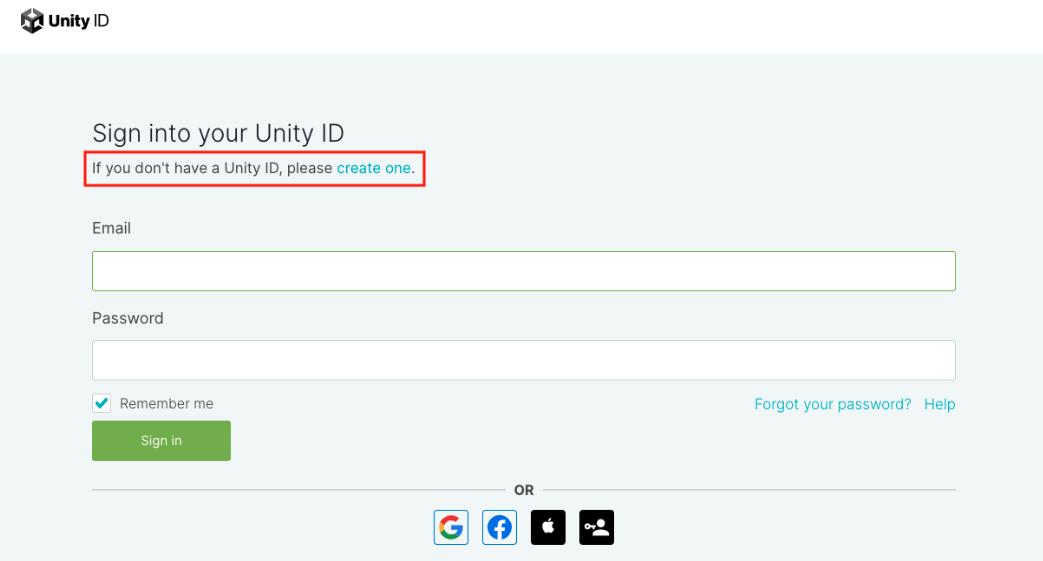 Unity ID
Sign into your Unity ID
If you don't have a Unity ID, please create one.
Email
Password
Remember me
Forgot your password? Help
Sign in
OR